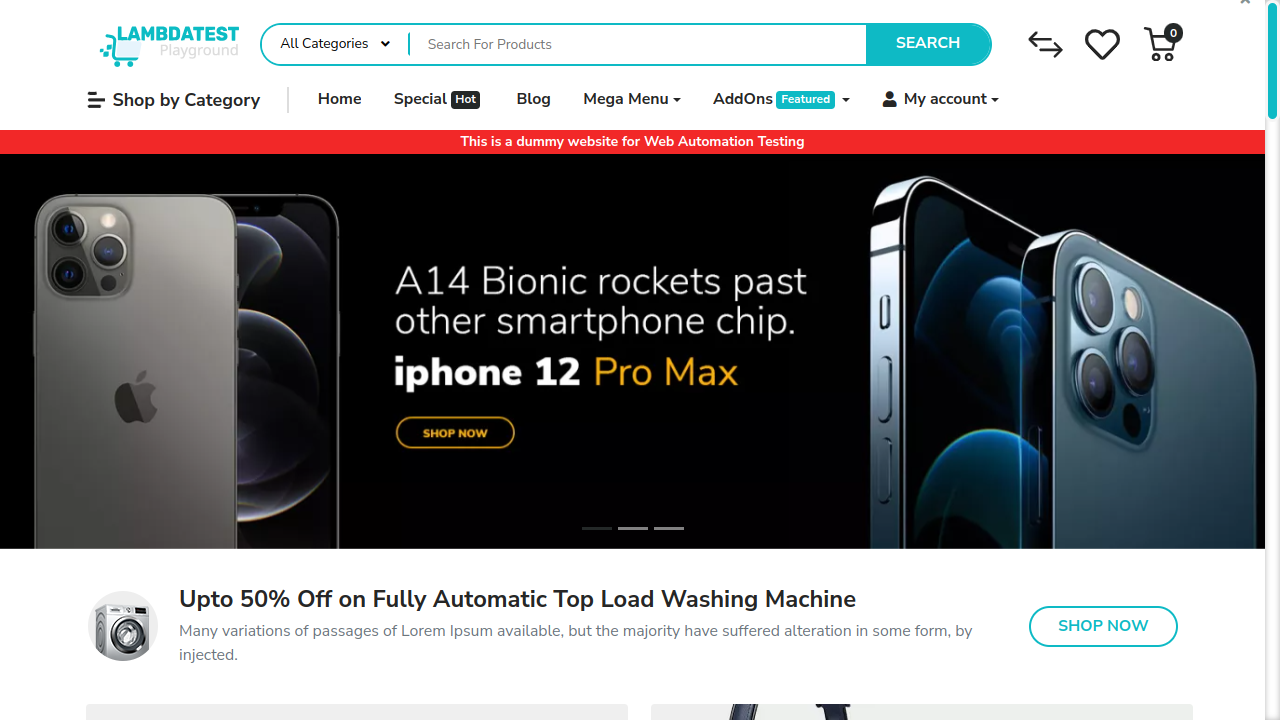 LAMBDATEST
Playground
All Categories
Search For Products
SEARCH
0
Shop by Category
Home
Special Hot
Blog
Mega Menu
AddOns Featured
My account
This is a dummy website for Web Automation Testing
A14 Bionic rockets past
other smartphone chip.
iphone 12 Pro Max
SHOP NOW
Upto 50% Off on Fully Automatic Top Load Washing Machine
Many variations of passages of Lorem Ipsum available, but the majority have suffered alteration in some form, by
injected.
SHOP NOW